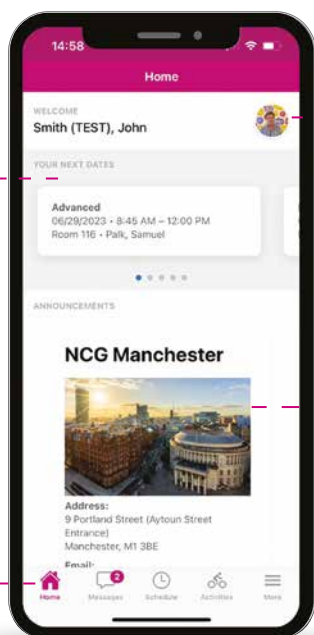 14:58
Home
WELCOME
Smith (TEST), John
YOUR NEXT DATES
Advanced
06/29/2023 • 8:45 AM – 12:00 PM
Room 116 • Palk, Samuel
ANNOUNCEMENTS
NCG Manchester
Address:
9 Portland Street (Aytoun Street
Entrance)
Manchester, M1 3BE
Email:
2
Home
Messages
Schedule
Activities
More